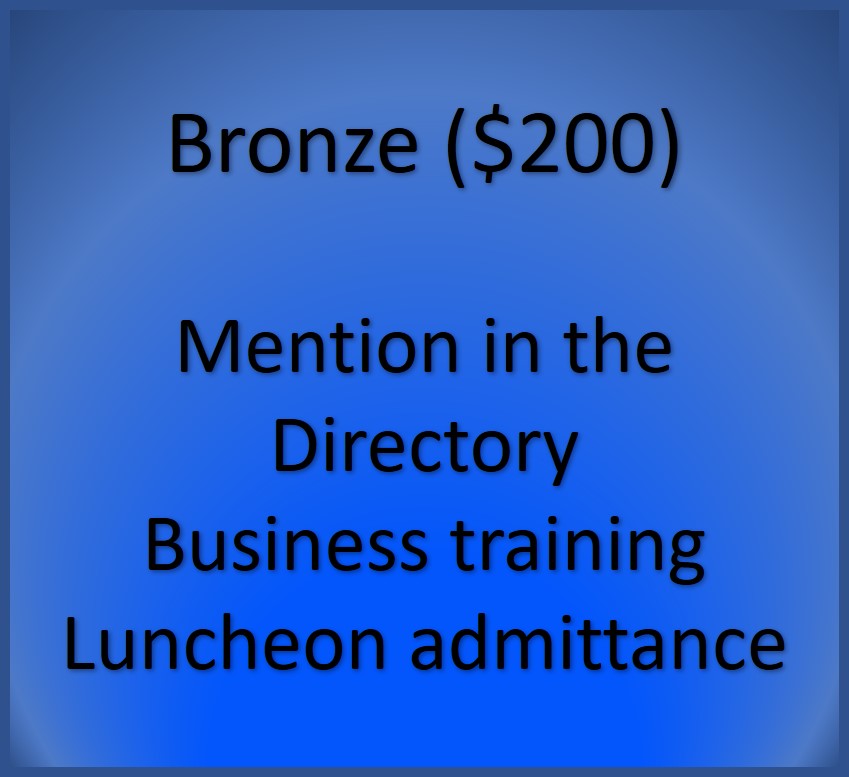 Bronze ($200)
Mention in the
Directory
Business training
Luncheon admittance